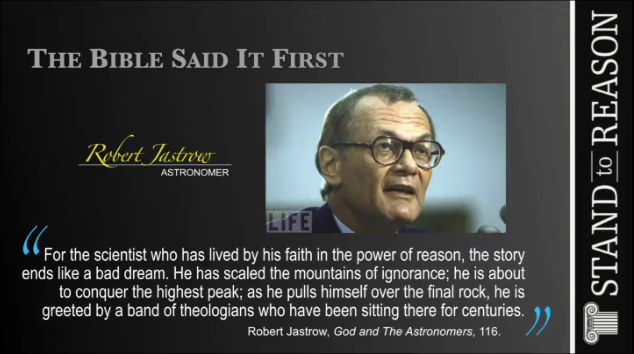 THE BIBLE SAID IT FIRST
Robert Jastrow
ASTRONOMER
LIFE
“For the scientist who has lived by his faith in the power of reason, the story
ends like a bad dream. He has scaled the mountains of ignorance; he is about
to conquer the highest peak; as he pulls himself over the final rock, he is
greeted by a band of theologians who have been sitting there for centuries.”
Robert Jastrow, God and The Astronomers, 116.
STAND to REASON